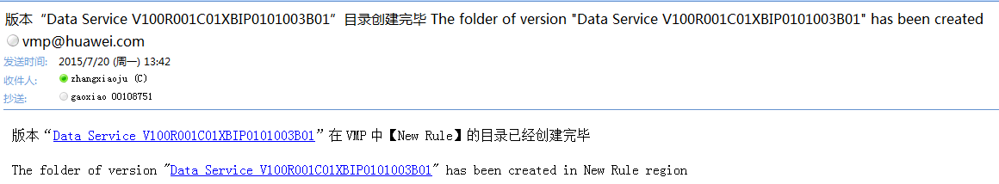 版本“Data Service V100R001C01XBIP0101003B01”目录创建完毕 The folder of version "Data Service V100R001C01XBIP0101003B01" has been created
vmp@huawei.com
发送时间: 2015/7/20 (周一) 13:42
收件人: zhangxiaoju (C)
抄送: gaoxiao 00108751
版本“Data Service V100R001C01XBIP0101003B01”在VMP中【New Rule】的目录已经创建完毕
The folder of version "Data Service V100R001C01XBIP0101003B01" has been created in New Rule region